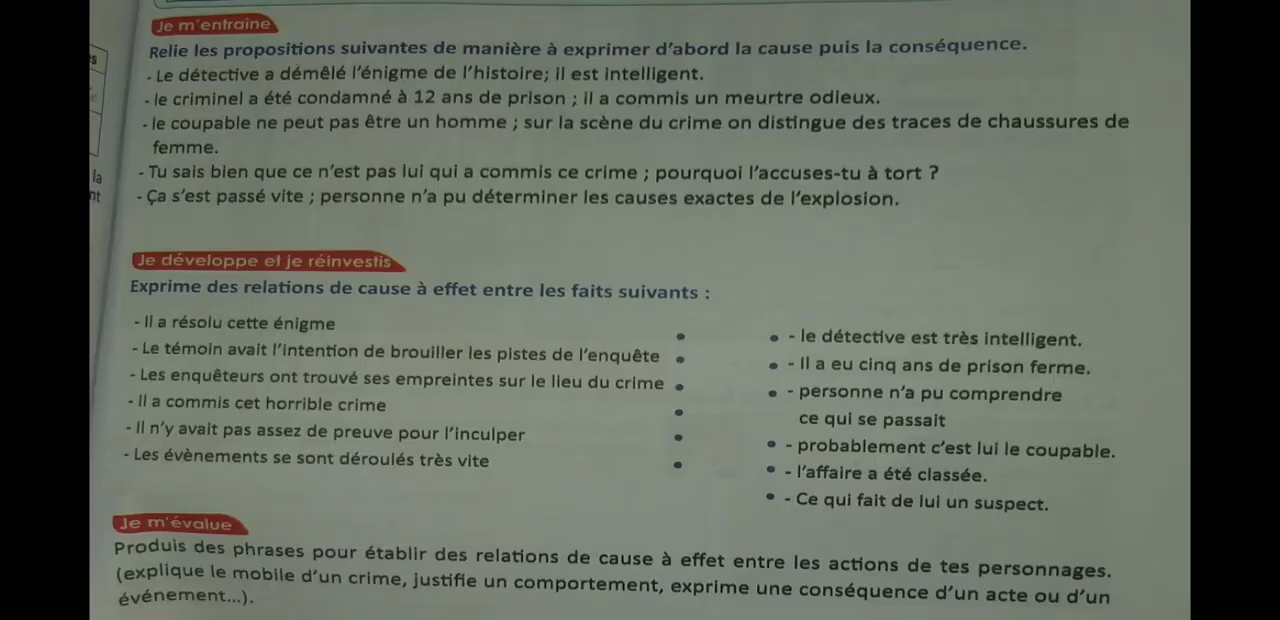 Je m'entraîne
Relie les propositions suivantes de manière à exprimer d'abord la cause puis la conséquence.
- Le détective a démêlé l'énigme de l'histoire; il est intelligent.
- le criminel a été condamné à 12 ans de prison ; il a commis un meurtre odieux.
- le coupable ne peut pas être un homme ; sur la scène du crime on distingue des traces de chaussures de
femme.
- Tu sais bien que ce n'est pas lui qui a commis ce crime ; pourquoi l'accuses-tu à tort ?
- Ça s'est passé vite ; personne n'a pu déterminer les causes exactes de l'explosion.
la
nt
Je développe et je réinvestis
Exprime des relations de cause à effet entre les faits suivants :
- Il a résolu cette énigme
- Le témoin avait l'intention de brouiller les pistes de l'enquête
- Les enquêteurs ont trouvé ses empreintes sur le lieu du crime
- Il a commis cet horrible crime
- Il n'y avait pas assez de preuve pour l'inculper
- Les évènements se sont déroulés très vite
- le détective est très intelligent.
- Il a eu cinq ans de prison ferme.
- personne n'a pu comprendre
ce qui se passait
- probablement c'est lui le coupable.
- l'affaire a été classée.
- Ce qui fait de lui un suspect.
Je m'évalue
Produis des phrases pour établir des relations de cause à effet entre les actions de tes personnages.
(explique le mobile d'un crime, justifie un comportement, exprime une conséquence d'un acte ou d'un
événement...).